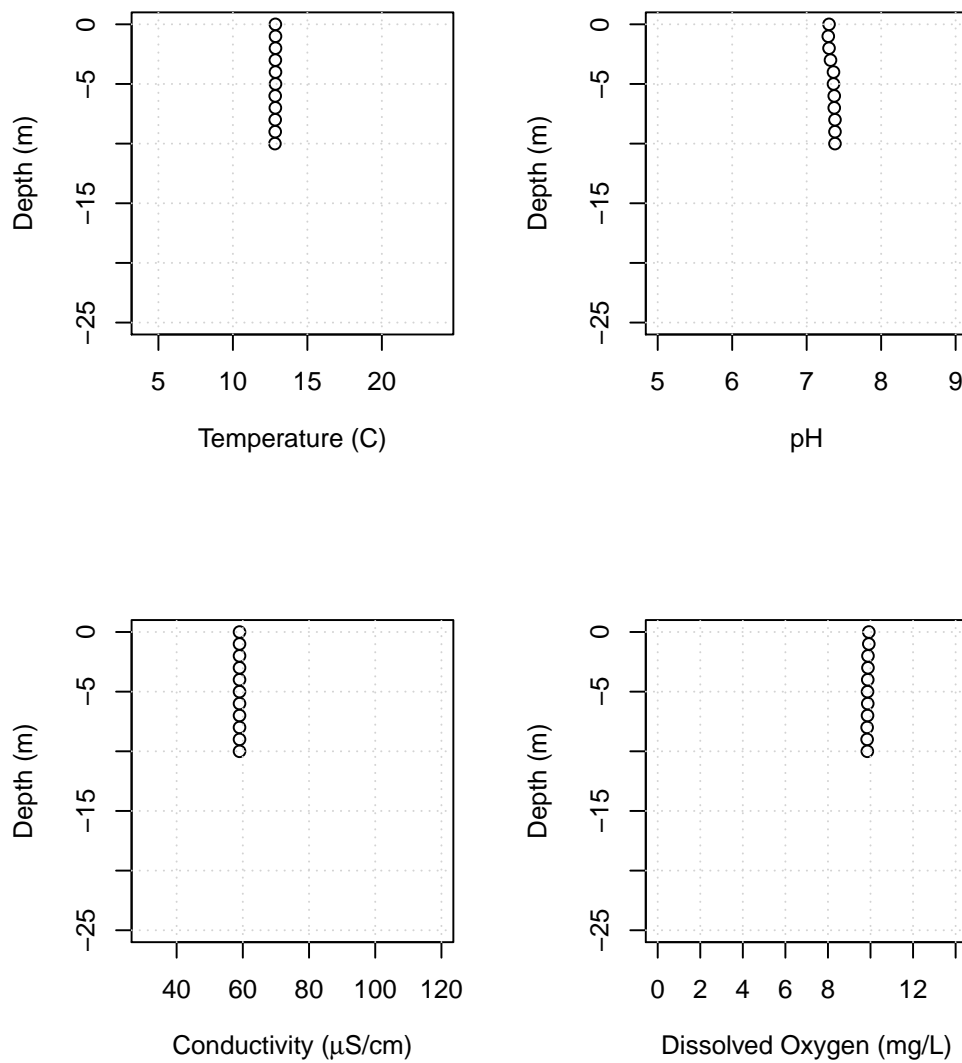 0
−5
−15
−25
Depth (m)
5 10 15 20
Temperature (C)
0
−5
−15
−25
Depth (m)
5 6 7 8 9
pH
0
−5
−15
−25
Depth (m)
40 60 80 100 120
Conductivity (μS/cm)
0
−5
−15
−25
Depth (m)
0 2 4 6 8 12
Dissolved Oxygen (mg/L)